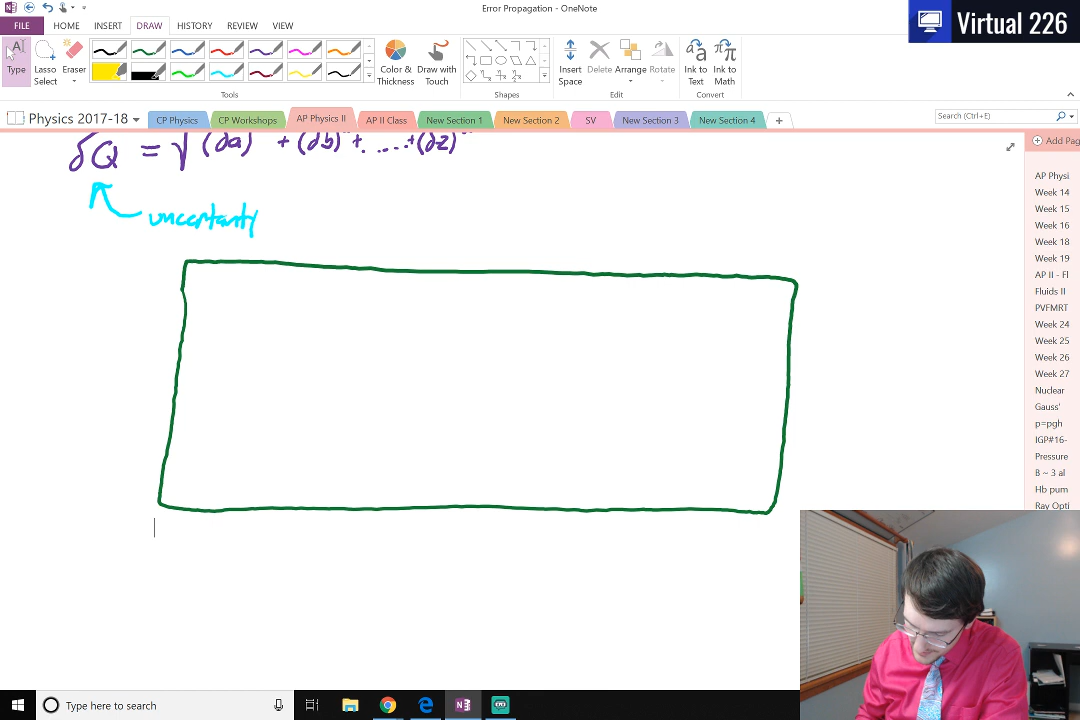 Error Propagation - OneNote
Virtual 226
FILE HOME INSERT DRAW HISTORY REVIEW VIEW
Type
Lasso Select
Eraser
Color & Thickness
Draw with Touch
Insert Space
Delete
Arrange
Rotate
Ink to Text
Ink to Math
Tools
Shapes
Edit
Convert
Physics 2017-18
CP Physics
CP Workshops
AP Physics II
AP II Class
New Section 1
New Section 2
SV
New Section 3
New Section 4
Search (Ctrl+E)
Add Pag
δQ = √(δa) + (δb) + ..... + (δz)
uncertainty
AP Physi
Week 14
Week 15
Week 16
Week 18
Week 19
AP II - Fl
Fluids II
PVFMRT
Week 24
Week 25
Week 26
Week 27
Nuclear
Gauss'
p=pgh
IGP#16-
Pressure
B ~ 3 al
Hb pum
Ray Opti
Type here to search